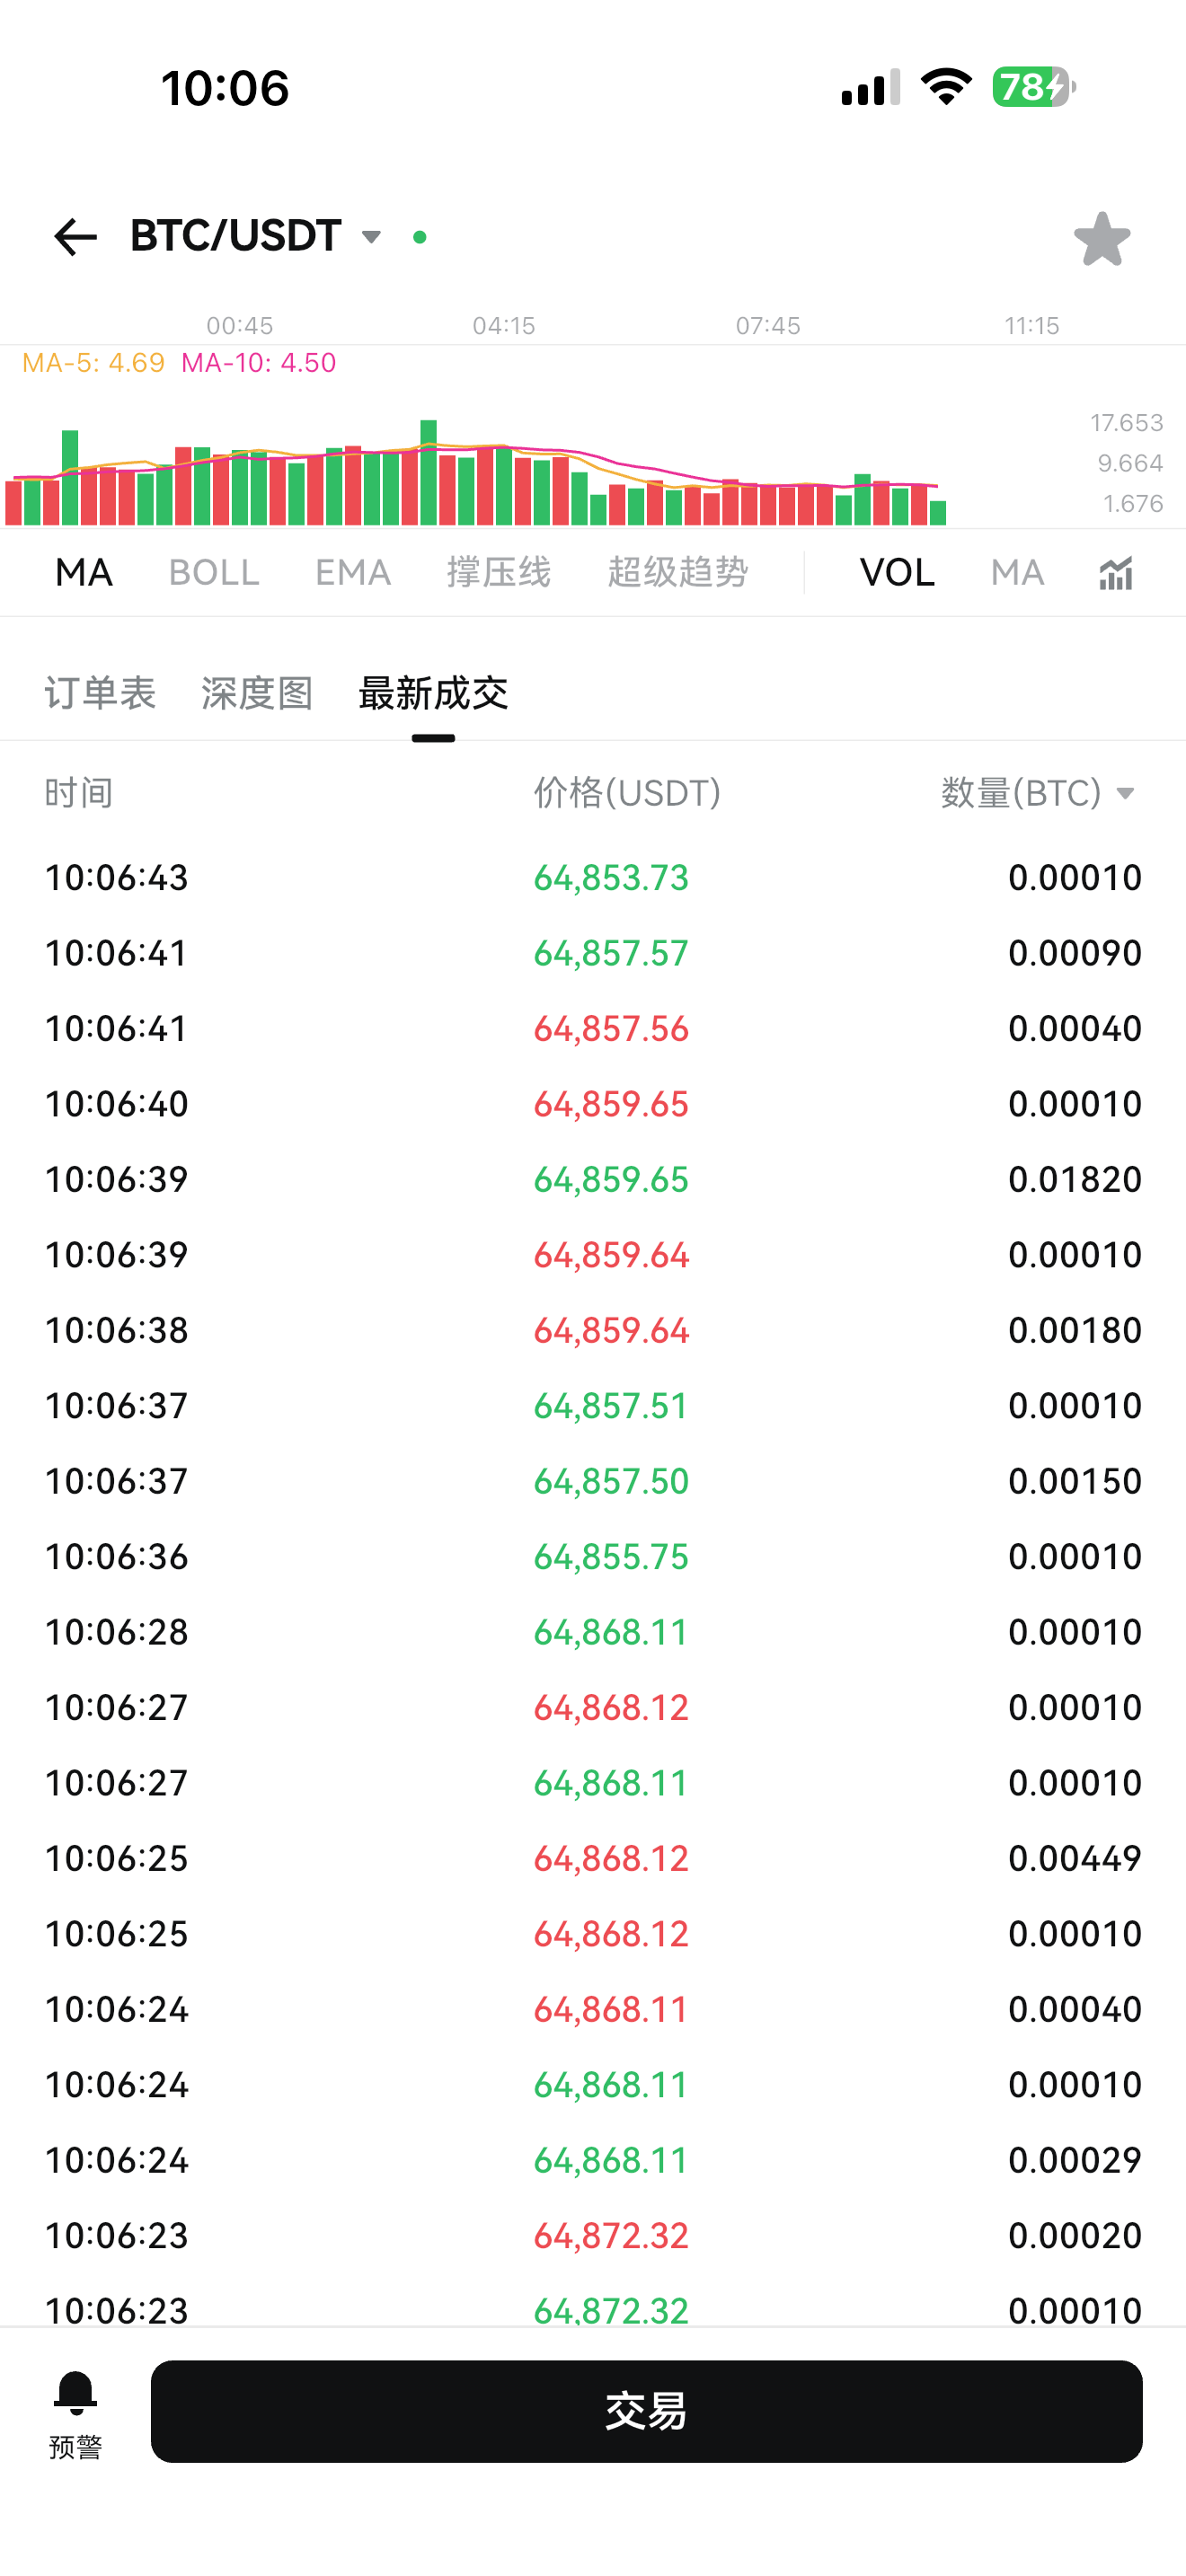 10:06
78
BTC/USDT
00:45 04:15 07:45 11:15
MA-5: 4.69 MA-10: 4.50
17.653
9.664
1.676
MA BOLL EMA 撑压线 超级趋势 VOL MA
订单表 深度图 最新成交
时间 价格(USDT) 数量(BTC)
10:06:43 64,853.73 0.00010
10:06:41 64,857.57 0.00090
10:06:41 64,857.56 0.00040
10:06:40 64,859.65 0.00010
10:06:39 64,859.65 0.01820
10:06:39 64,859.64 0.00010
10:06:38 64,859.64 0.00180
10:06:37 64,857.51 0.00010
10:06:37 64,857.50 0.00150
10:06:36 64,855.75 0.00010
10:06:28 64,868.11 0.00010
10:06:27 64,868.12 0.00010
10:06:27 64,868.11 0.00010
10:06:25 64,868.12 0.00449
10:06:25 64,868.12 0.00010
10:06:24 64,868.11 0.00040
10:06:24 64,868.11 0.00010
10:06:24 64,868.11 0.00029
10:06:23 64,872.32 0.00020
10:06:23 64,872.32 0.00010
预警
交易